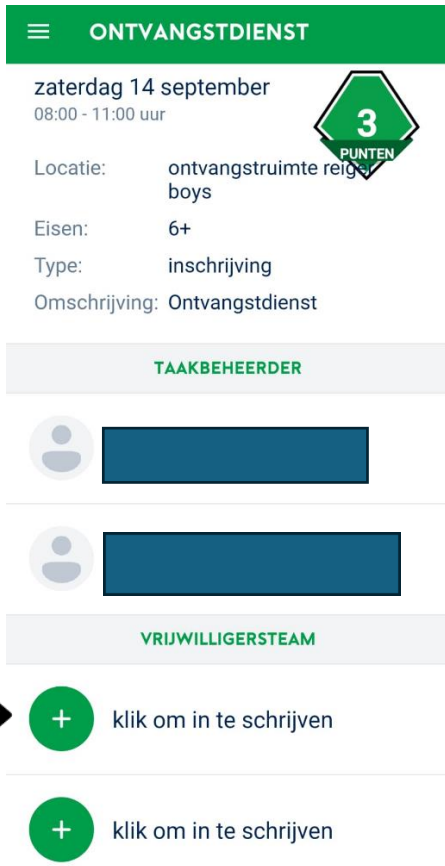 ONTVANGSTDIENST
zaterdag 14 september
08:00 - 11:00 uur
3
PUNTEN
Locatie: ontvangstruimte reiger
boys
Eisen: 6+
Type: inschrijving
Omschrijving: Ontvangstdienst
TAAKBEHEERDER
VRIJWILLIGERSTEAM
+ klik om in te schrijven
+ klik om in te schrijven